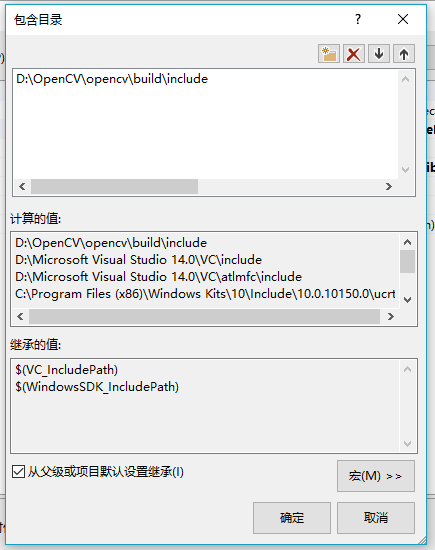 包含目录
?
D:\OpenCV\opencv\build\include
计算的值:
D:\OpenCV\opencv\build\include
D:\Microsoft Visual Studio 14.0\VC\include
D:\Microsoft Visual Studio 14.0\VC\atlmfc\include
C:\Program Files (x86)\Windows Kits\10\Include\10.0.10150.0\ucrt
继承的值:
$(VC_IncludePath)
$(WindowsSDK_IncludePath)
从父级或项目默认设置继承(I)
宏(M) >>
确定
取消